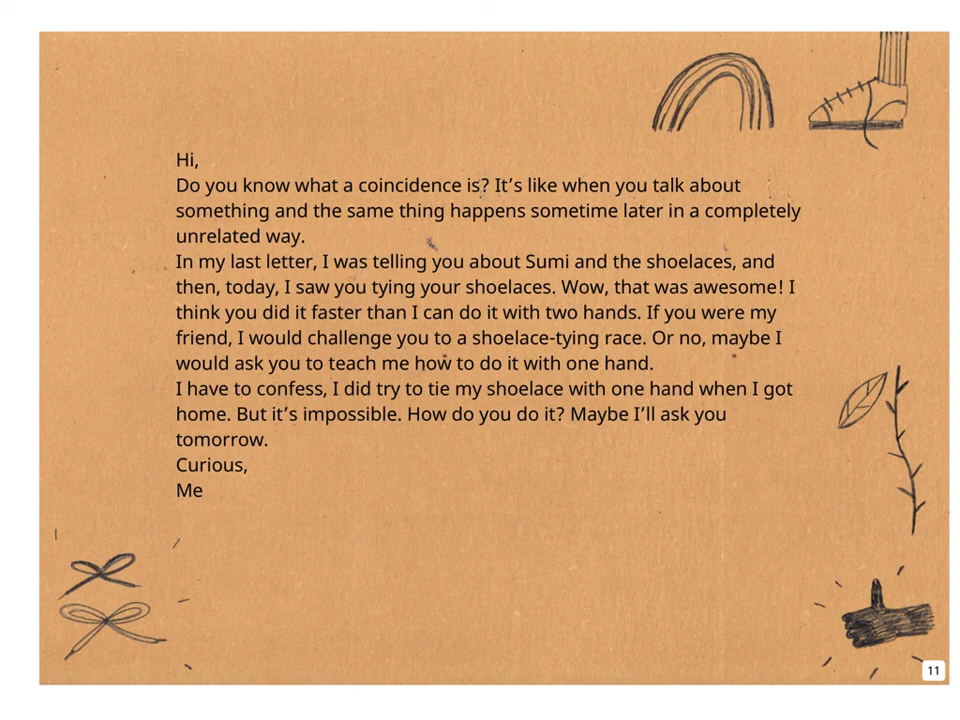 Hi,
Do you know what a coincidence is? It’s like when you talk about
something and the same thing happens sometime later in a completely
unrelated way.
In my last letter, I was telling you about Sumi and the shoelaces, and
then, today, I saw you tying your shoelaces. Wow, that was awesome! I
think you did it faster than I can do it with two hands. If you were my
friend, I would challenge you to a shoelace-tying race. Or no, maybe I
would ask you to teach me how to do it with one hand.
I have to confess, I did try to tie my shoelace with one hand when I got
home. But it’s impossible. How do you do it? Maybe I’ll ask you
tomorrow.
Curious,
Me
11